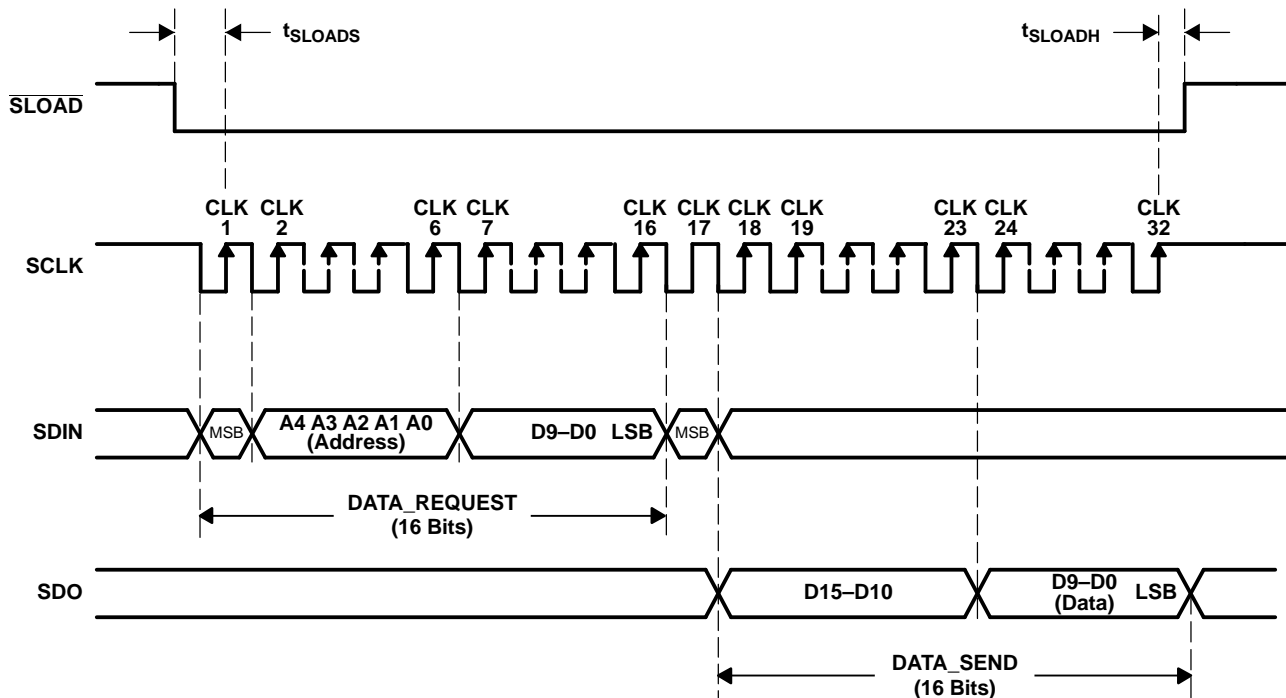 tSLOADS
tSLOADH
SLOAD
CLK 1
CLK 2
CLK 6
CLK 7
CLK 16
CLK 17
CLK 18
CLK 19
CLK 23
CLK 24
CLK 32
SCLK
SDIN
MSB
A4 A3 A2 A1 A0
(Address)
D9–D0 LSB
MSB
DATA_REQUEST
(16 Bits)
SDO
D15–D10
D9–D0
(Data)
LSB
DATA_SEND
(16 Bits)